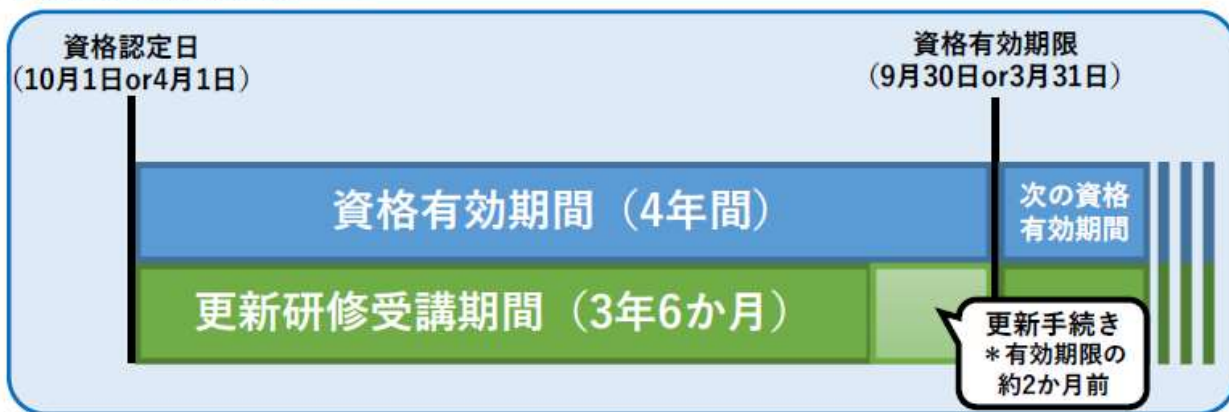 資格認定日
（10月1日or4月1日）
資格有効期限
（9月30日or3月31日）
資格有効期間（4年間）
次の資格
有効期間
更新研修受講期間（3年6か月）
更新手続き
＊有効期限の
約2か月前